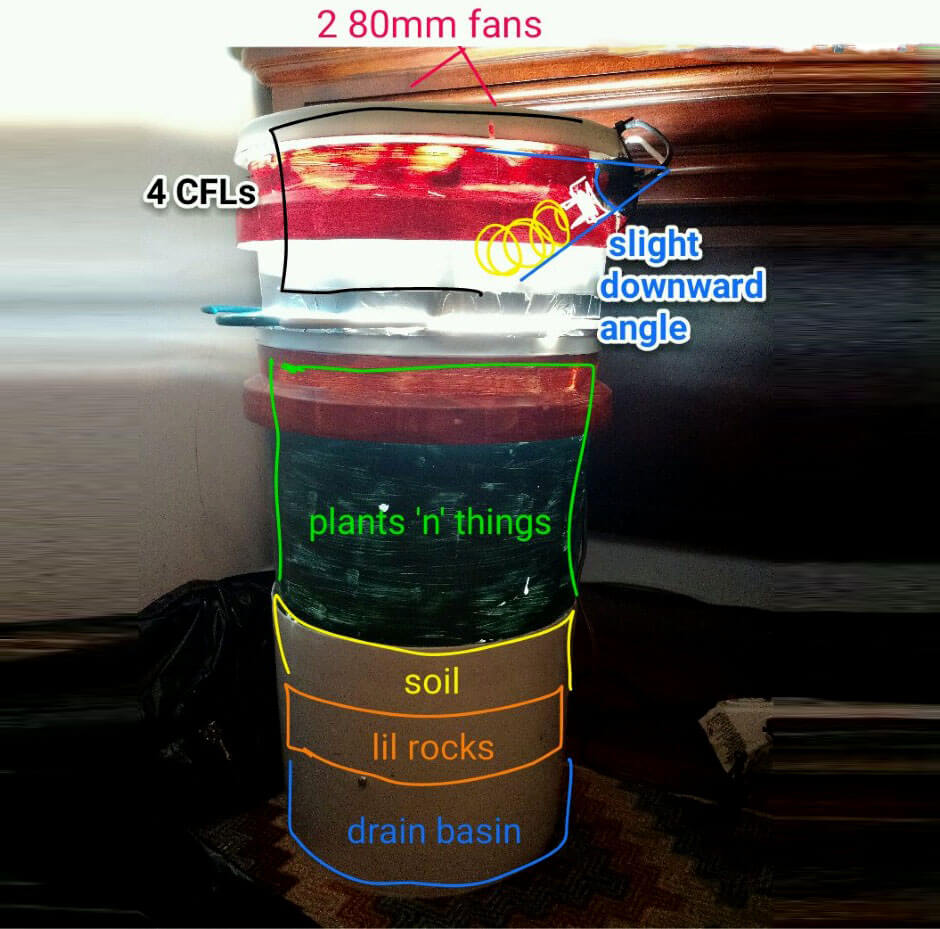 2 80mm fans
4 CFLs
slight
downward
angle
plants 'n' things
soil
lil rocks
drain basin